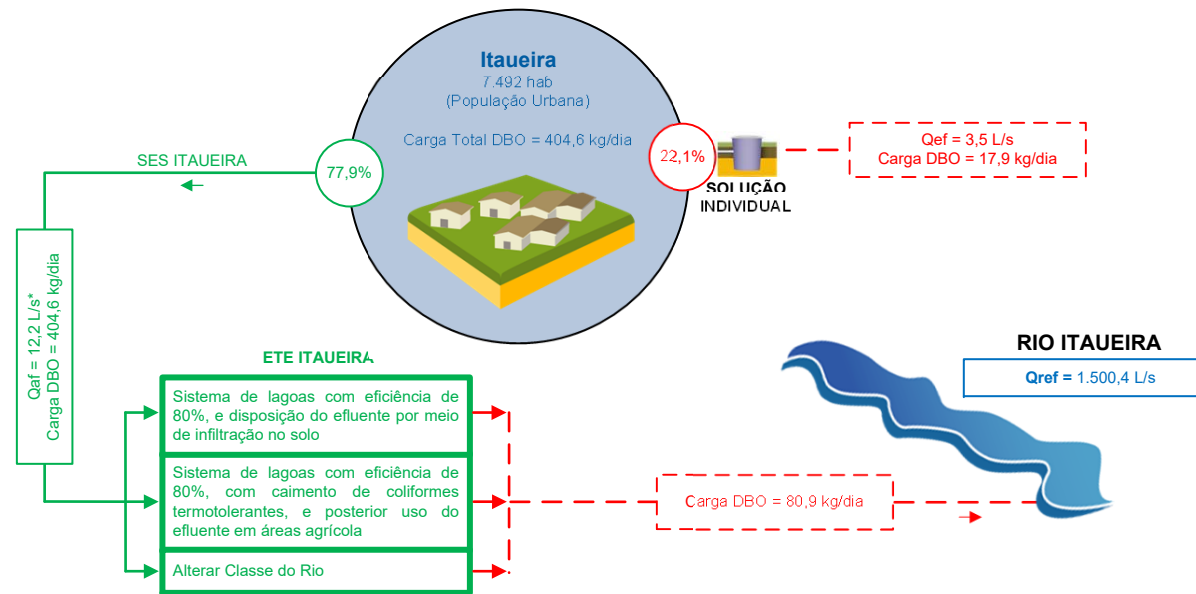 Itaueira
7.492 hab
(População Urbana)
Carga Total DBO = 404,6 kg/dia
SES ITAUEIRA
77,9%
22,1%
SOLUÇÃO
INDIVIDUAL
Qef = 3,5 L/s
Carga DBO = 17,9 kg/dia
Qaf = 12,2 L/s*
Carga DBO = 404,6 kg/dia
ETE ITAUEIRA
Sistema de lagoas com eficiência de
80%, e disposição do efluente por meio
de infiltração no solo
Sistema de lagoas com eficiência de
80%, com caimento de coliformes
termotolerantes, e posterior uso do
efluente em áreas agrícola
Alterar Classe do Rio
Carga DBO = 80,9 kg/dia
RIO ITAUEIRA
Qref = 1.500,4 L/s